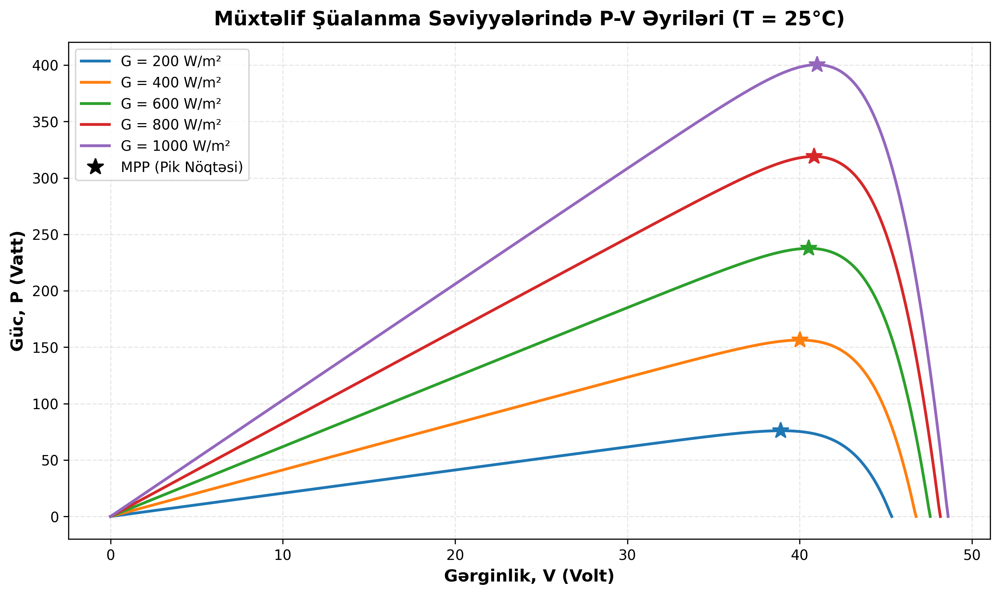 Müxtəlif Şüalanma Səviyyələrində P-V Əyriləri (T = 25°C)
G = 200 W/m²
G = 400 W/m²
G = 600 W/m²
G = 800 W/m²
G = 1000 W/m²
MPP (Pik Nöqtəsi)
Güc, P (Vatt)
400
350
300
250
200
150
100
50
0
0 10 20 30 40 50
Gərginlik, V (Volt)